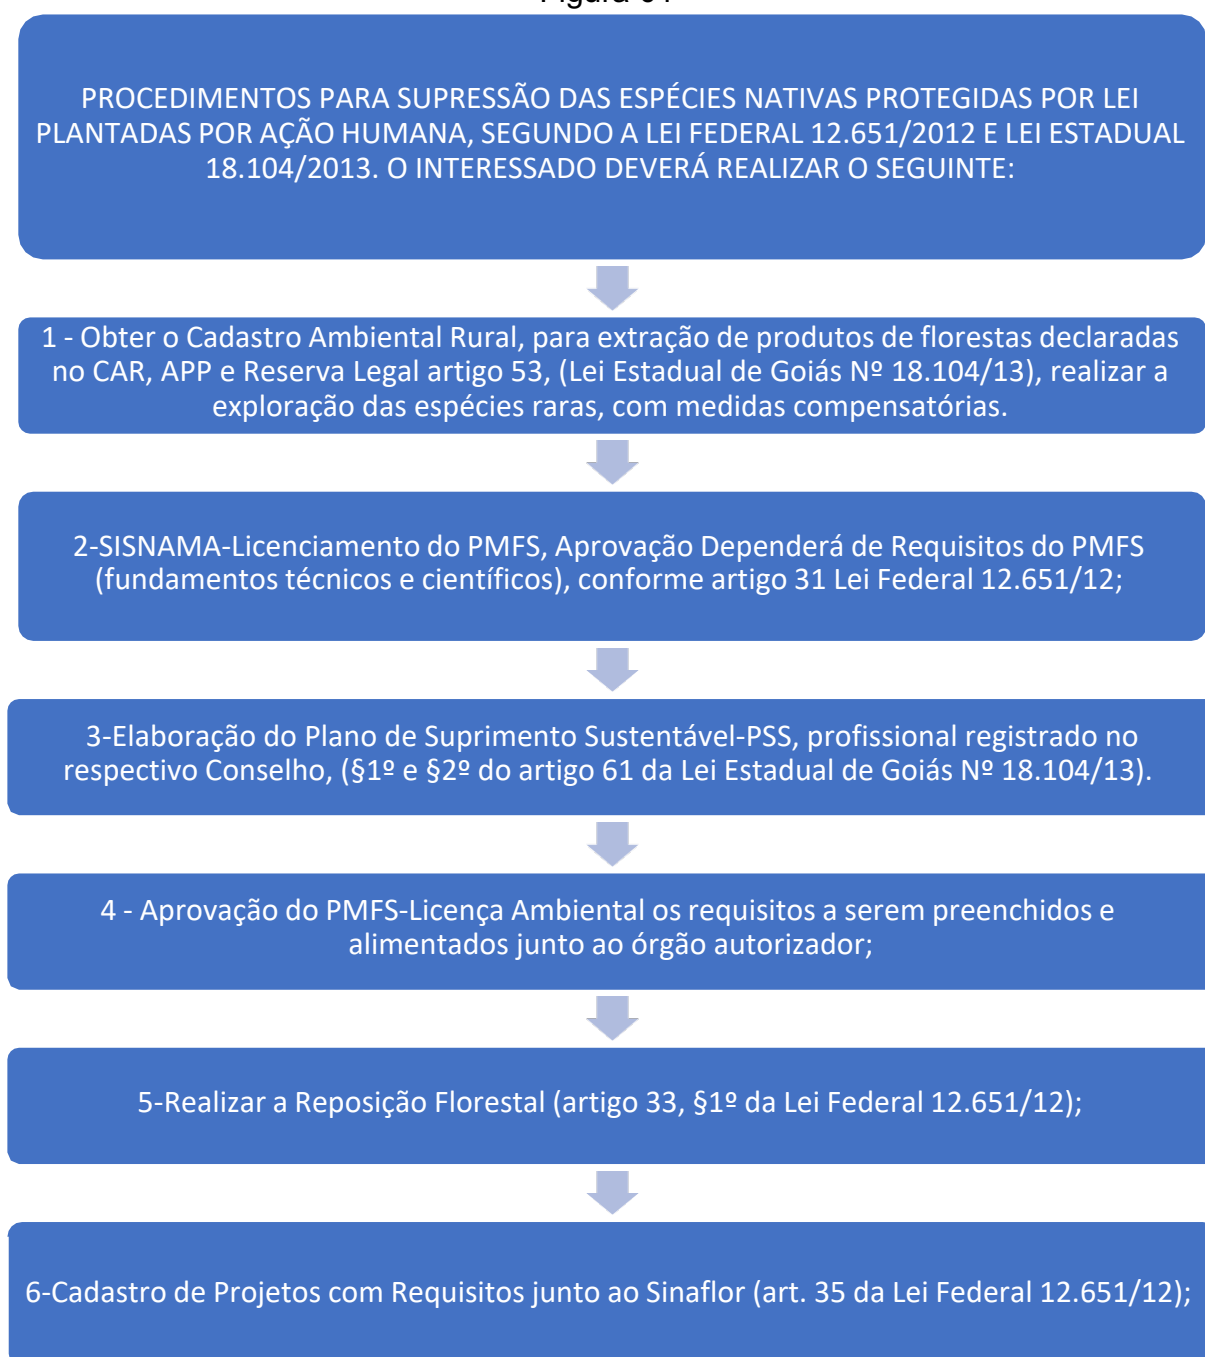 PROCEDIMENTOS PARA SUPRESSÃO DAS ESPÉCIES NATIVAS PROTEGIDAS POR LEI
PLANTADAS POR AÇÃO HUMANA, SEGUNDO A LEI FEDERAL 12.651/2012 E LEI ESTADUAL
18.104/2013. O INTERESSADO DEVERÁ REALIZAR O SEGUINTE:
1 - Obter o Cadastro Ambiental Rural, para extração de produtos de florestas declaradas
no CAR, APP e Reserva Legal artigo 53, (Lei Estadual de Goiás Nº 18.104/13), realizar a
exploração das espécies raras, com medidas compensatórias.
2-SISNAMA-Licenciamento do PMFS, Aprovação Dependerá de Requisitos do PMFS
(fundamentos técnicos e científicos), conforme artigo 31 Lei Federal 12.651/12;
3-Elaboração do Plano de Suprimento Sustentável-PSS, profissional registrado no
respectivo Conselho, (§1º e §2º do artigo 61 da Lei Estadual de Goiás Nº 18.104/13).
4 - Aprovação do PMFS-Licença Ambiental os requisitos a serem preenchidos e
alimentados junto ao órgão autorizador;
5-Realizar a Reposição Florestal (artigo 33, §1º da Lei Federal 12.651/12);
6-Cadastro de Projetos com Requisitos junto ao Sinaflor (art. 35 da Lei Federal 12.651/12);